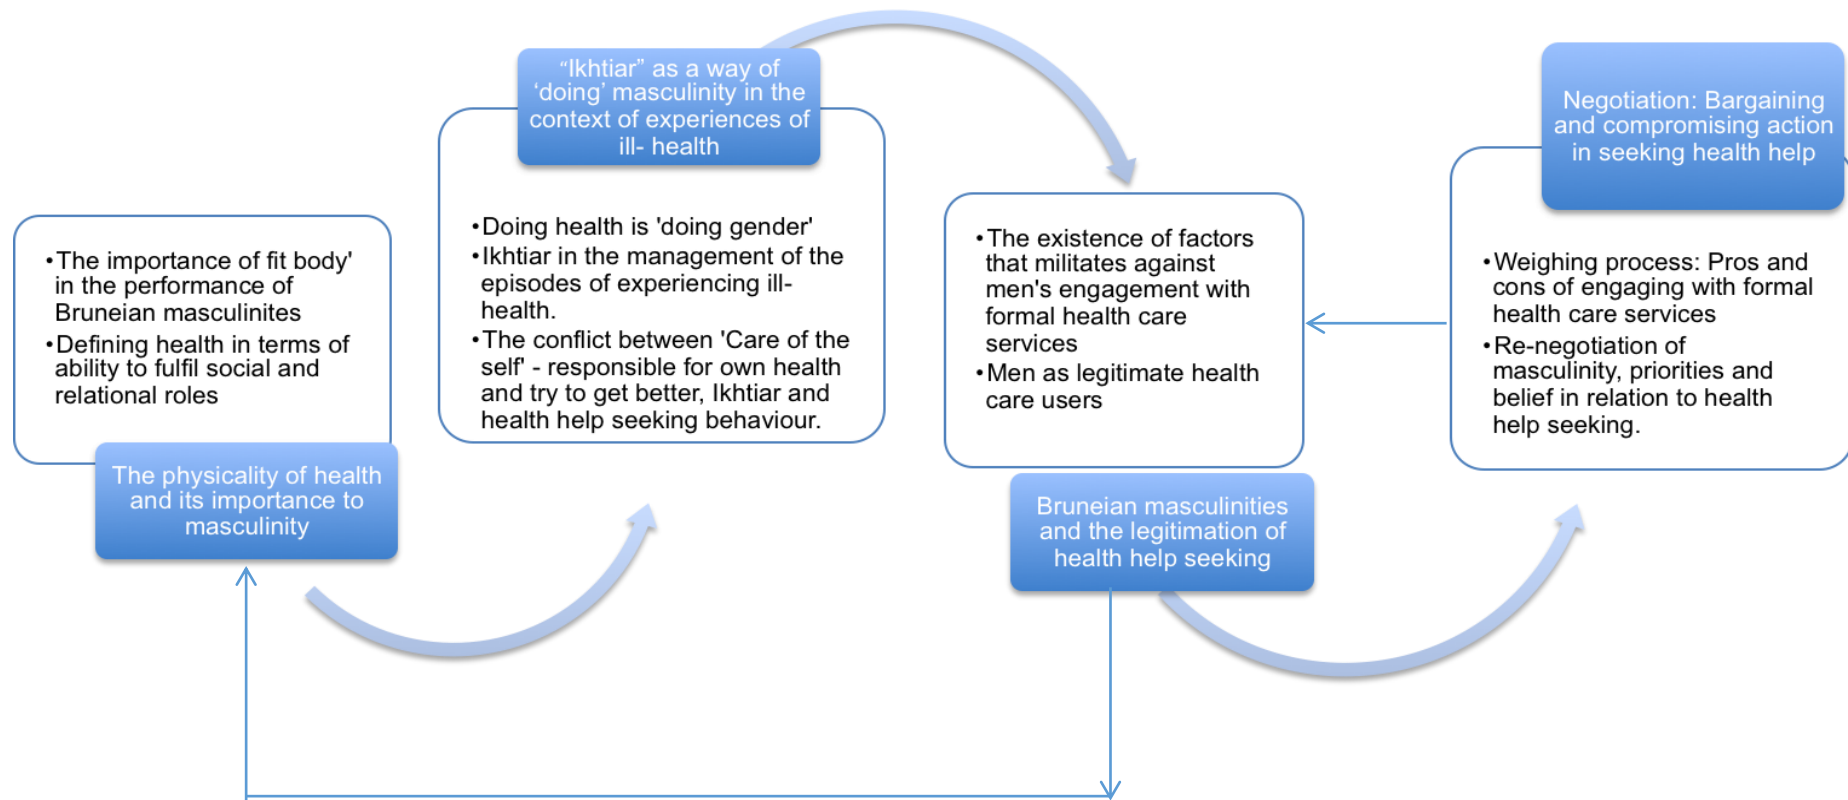 •The importance of fit body'
in the performance of
Bruneian masculinites
•Defining health in terms of
ability to fulfil social and
relational roles
The physicality of health
and its importance to
masculinity
“Ikhtiar” as a way of
‘doing’ masculinity in the
context of experiences of
ill- health
•Doing health is 'doing gender'
•Ikhtiar in the management of the
episodes of experiencing ill-
health.
•The conflict between 'Care of the
self' - responsible for own health
and try to get better, Ikhtiar and
health help seeking behaviour.
•The existence of factors
that militates against
men's engagement with
formal health care
services
•Men as legitimate health
care users
Bruneian masculinities
and the legitimation of
health help seeking
Negotiation: Bargaining
and compromising action
in seeking health help
•Weighing process: Pros and
cons of engaging with formal
health care services
•Re-negotiation of
masculinity, priorities and
belief in relation to health
help seeking.